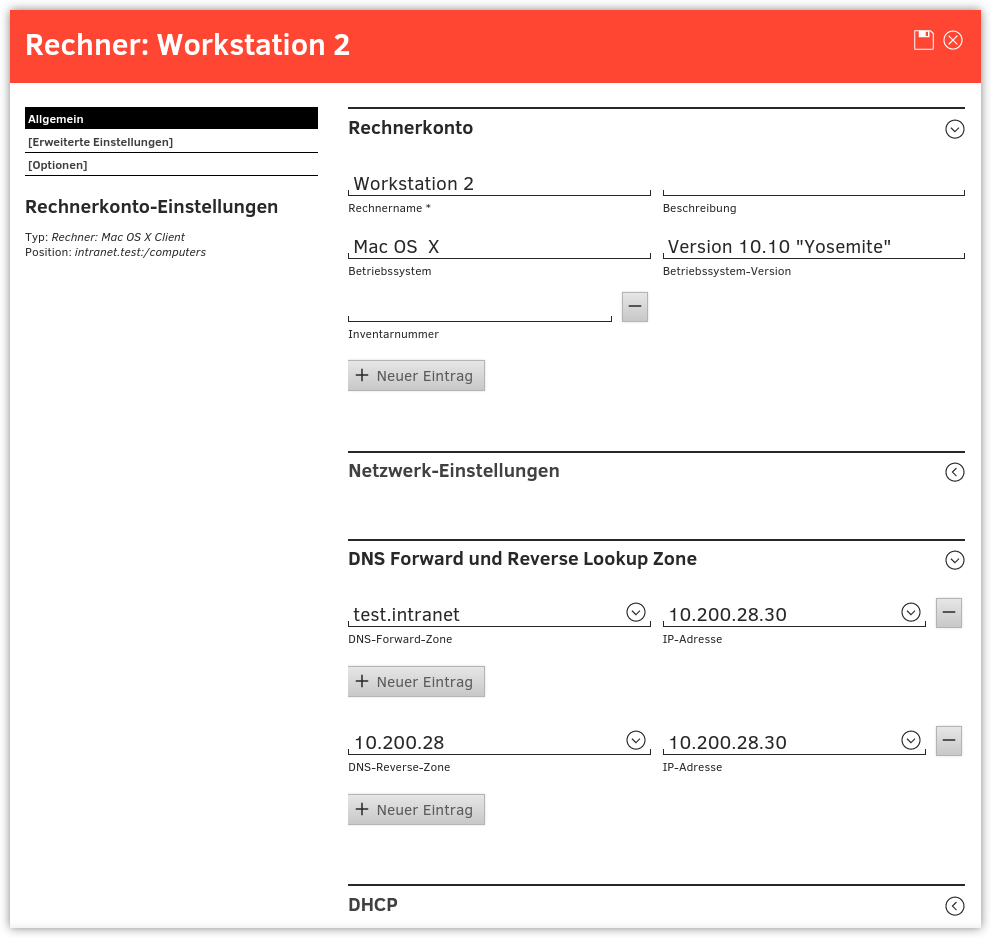 Rechner: Workstation 2
Allgemein
[Erweiterte Einstellungen]
[Optionen]
Rechnerkonto-Einstellungen
Typ: Rechner: Mac OS X Client
Position: intranet.test:/computers
Rechnerkonto
Workstation 2
Rechnername *
Beschreibung
Mac OS  X
Version 10.10 "Yosemite"
Betriebssystem
Betriebssystem-Version
Inventarnummer
+ Neuer Eintrag
Netzwerk-Einstellungen
DNS Forward und Reverse Lookup Zone
test.intranet
10.200.28.30
DNS-Forward-Zone
IP-Adresse
+ Neuer Eintrag
10.200.28
10.200.28.30
DNS-Reverse-Zone
IP-Adresse
+ Neuer Eintrag
DHCP